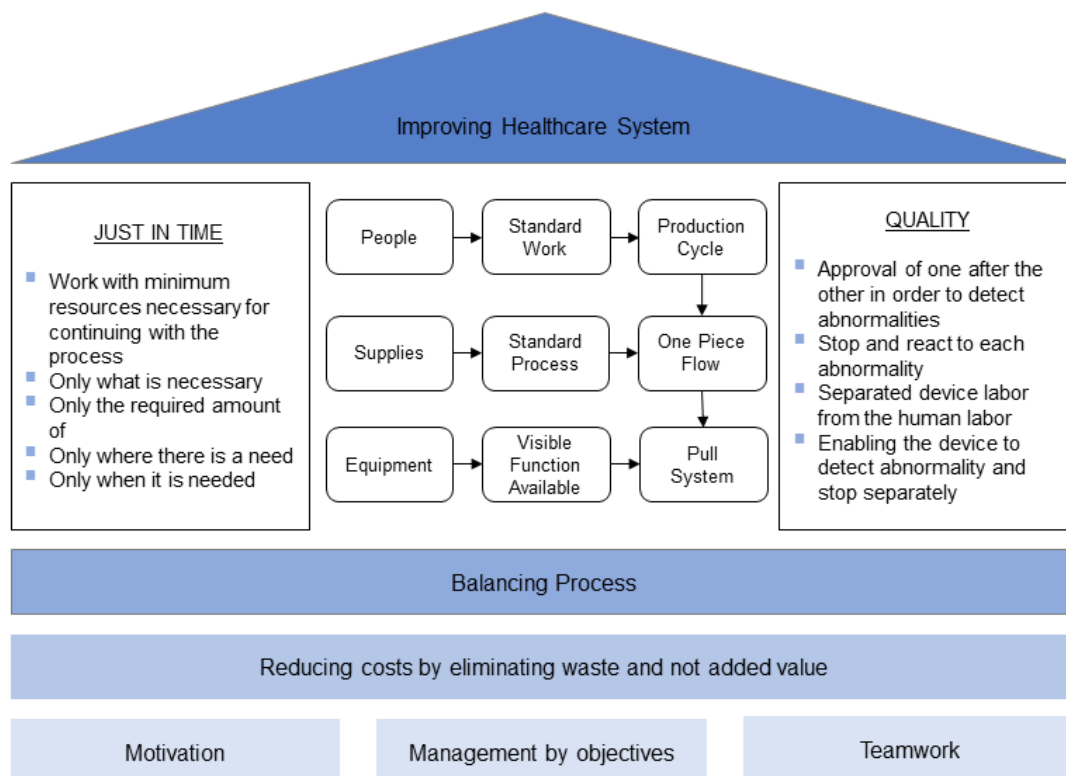 Improving Healthcare System
JUST IN TIME
Work with minimum
resources necessary for
continuing with the
process
Only what is necessary
Only the required amount
of
Only where there is a need
Only when it is needed
People
Standard
Work
Production
Cycle
Supplies
Standard
Process
One Piece
Flow
Equipment
Visible
Function
Available
Pull
System
QUALITY
Approval of one after the
other in order to detect
abnormalities
Stop and react to each
abnormality
Separated device labor
from the human labor
Enabling the device to
detect abnormality and
stop separately
Balancing Process
Reducing costs by eliminating waste and not added value
Motivation
Management by objectives
Teamwork